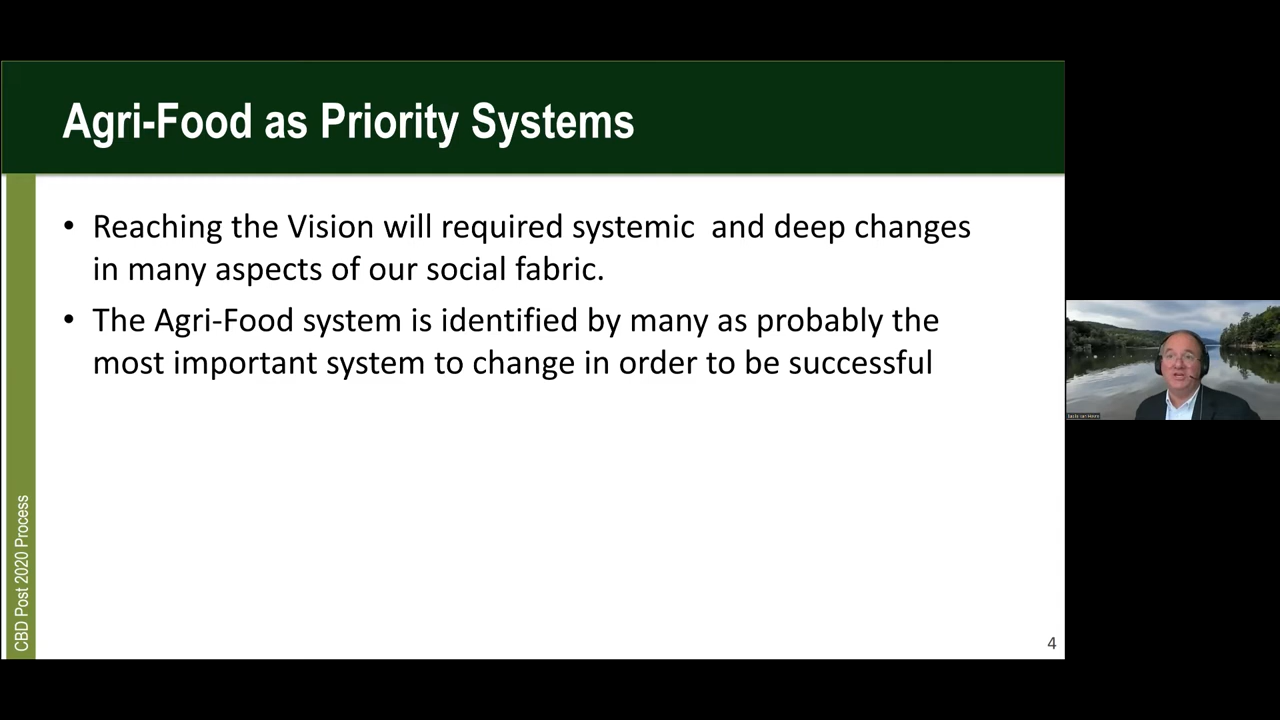 Agri-Food as Priority Systems
• Reaching the Vision will required systemic  and deep changes
in many aspects of our social fabric.
• The Agri-Food system is identified by many as probably the
most important system to change in order to be successful
CBD Post 2020 Process
4